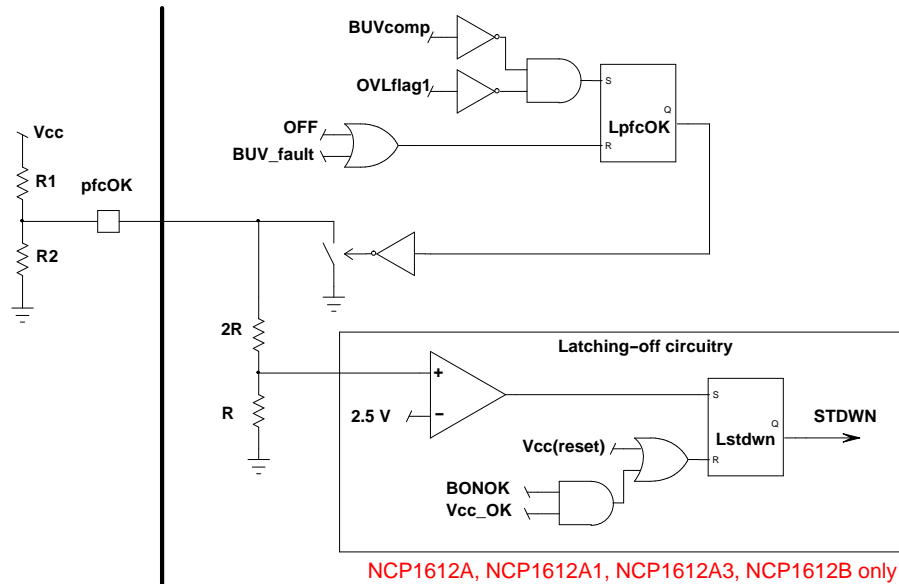 BUVcomp
OVLflag1
S
Q
LpfcOK
R
OFF
BUV_fault
Vcc
R1
pfcOK
R2
2R
Latching−off circuitry
+
R
2.5 V
−
S
Q
STDWN
Vcc(reset)
Lstdwn
R
BONOK
Vcc_OK
NCP1612A, NCP1612A1, NCP1612A3, NCP1612B only